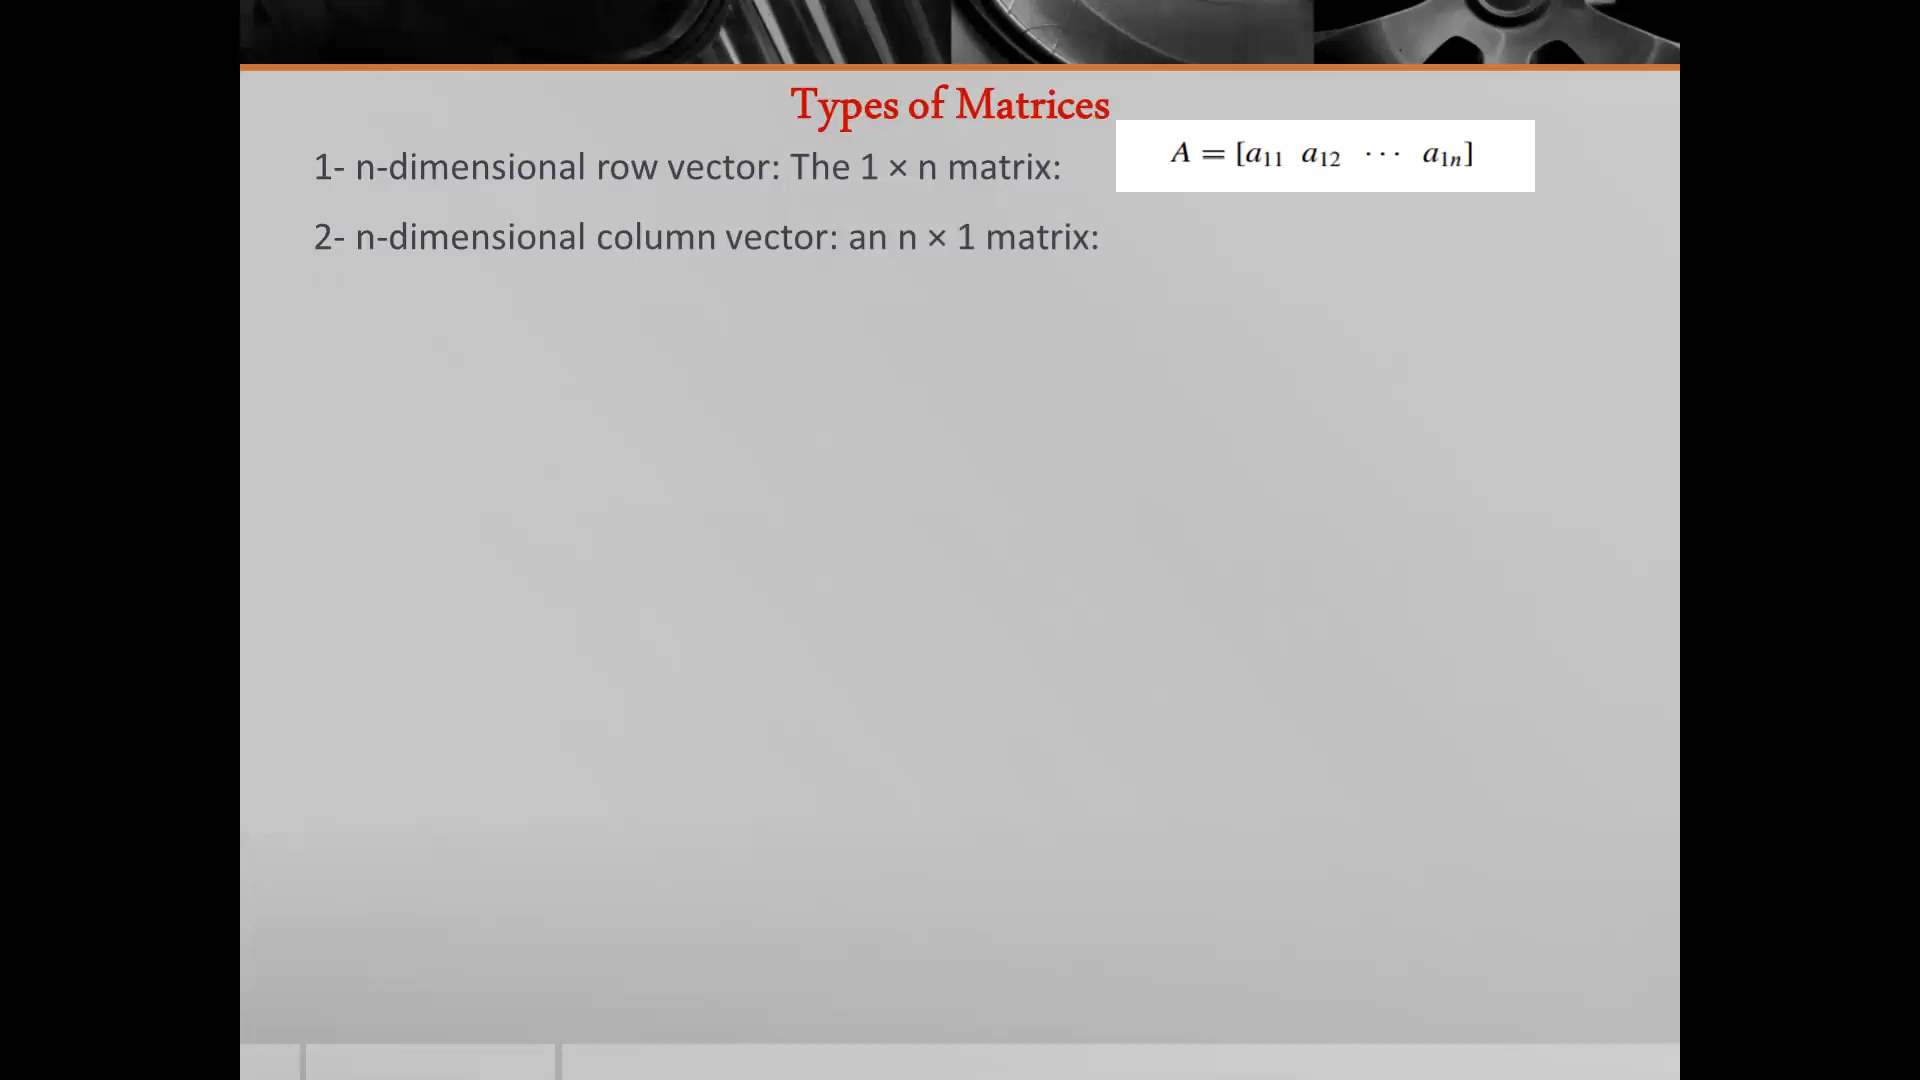 Types of Matrices
1- n-dimensional row vector: The 1 × n matrix:
A = [a₁₁ a₁₂ ⋯ a₁ₙ]
2- n-dimensional column vector: an n × 1 matrix: